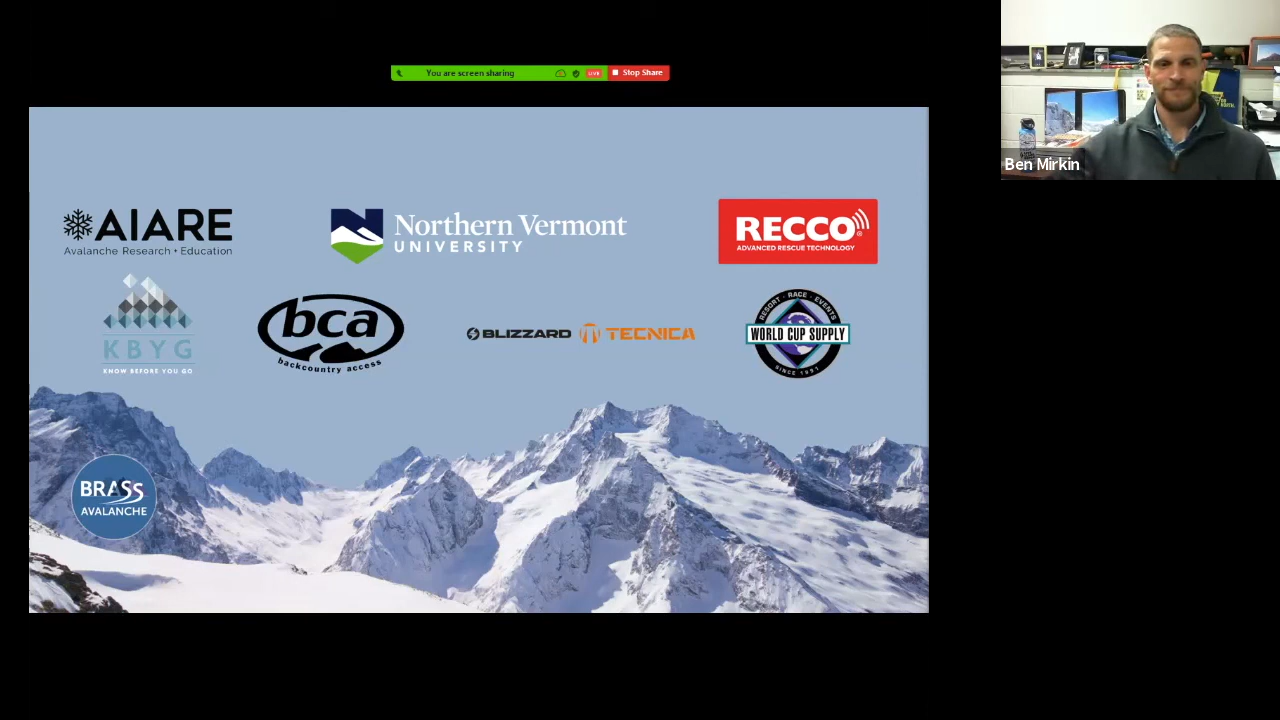 You are screen sharing
LIVE
Stop Share
Ben Mirkin
AIARE
Avalanche Research + Education
Northern Vermont
UNIVERSITY
RECCO®
ADVANCED RESCUE TECHNOLOGY
KBYG
KNOW BEFORE YOU GO
bca
backcountry access
BLIZZARD TECNICA
RESORT · RACE · EVENTS
WORLD CUP SUPPLY
SINCE 1991
BRASS
AVALANCHE